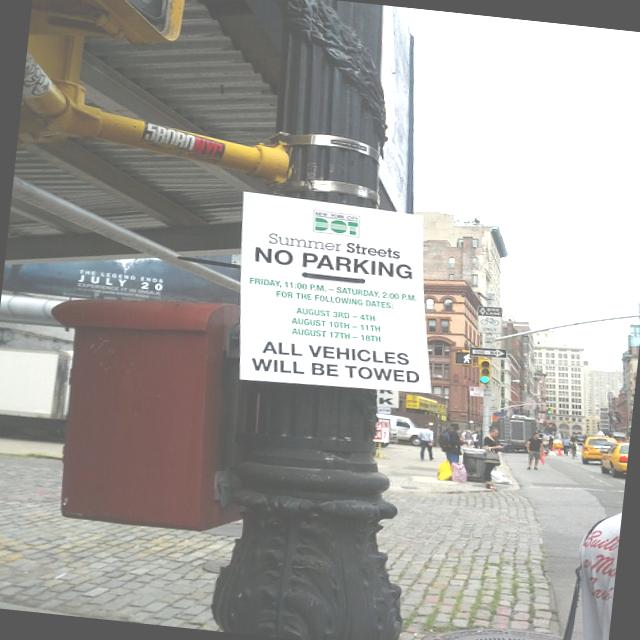 5BORO NYC
NEW YORK CITY
DOT
Summer Streets
NO PARKING
FRIDAY, 11:00 P.M. – SATURDAY, 2:00 P.M.
FOR THE FOLLOWING DATES:
AUGUST 3RD – 4TH
AUGUST 10TH – 11TH
AUGUST 17TH – 18TH
ALL VEHICLES
WILL BE TOWED
THE LEGEND ENDS
JULY 20